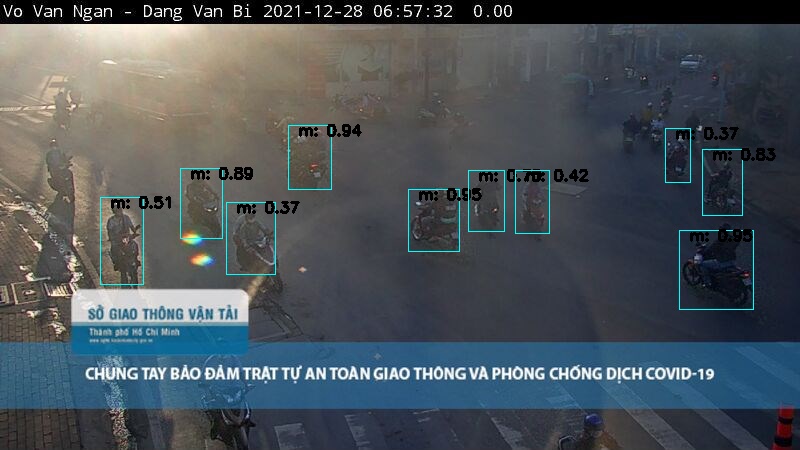 Vo Van Ngan - Dang Van Bi 2021-12-28 06:57:32 0.00
m: 0.94
m: 0.37
m: 0.83
m: 0.89
m: 0.42
m: 0.51
m: 0.37
m: 0.95
m: 0.95
SỞ GIAO THÔNG VẬN TẢI
Thành phố Hồ Chí Minh
CHUNG TAY BẢO ĐẢM TRẬT TỰ AN TOÀN GIAO THÔNG VÀ PHÒNG CHỐNG DỊCH COVID-19